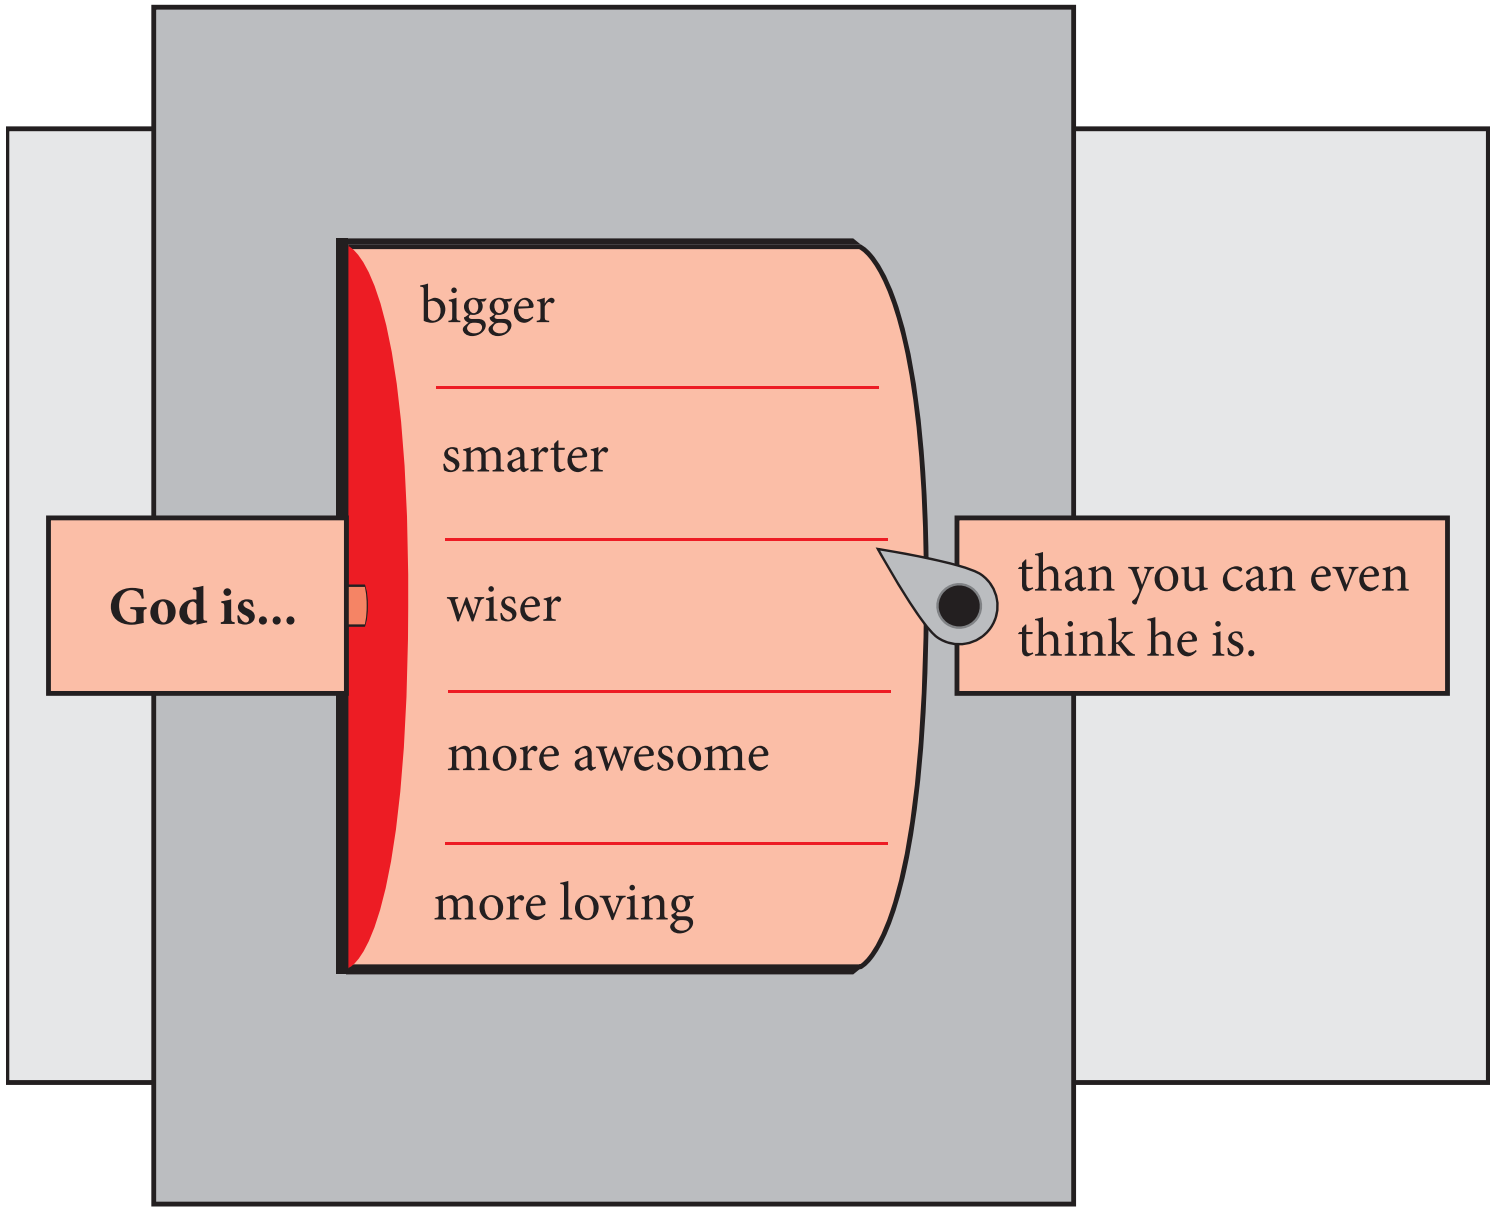 God is...
bigger
smarter
wiser
more awesome
more loving
than you can even
think he is.